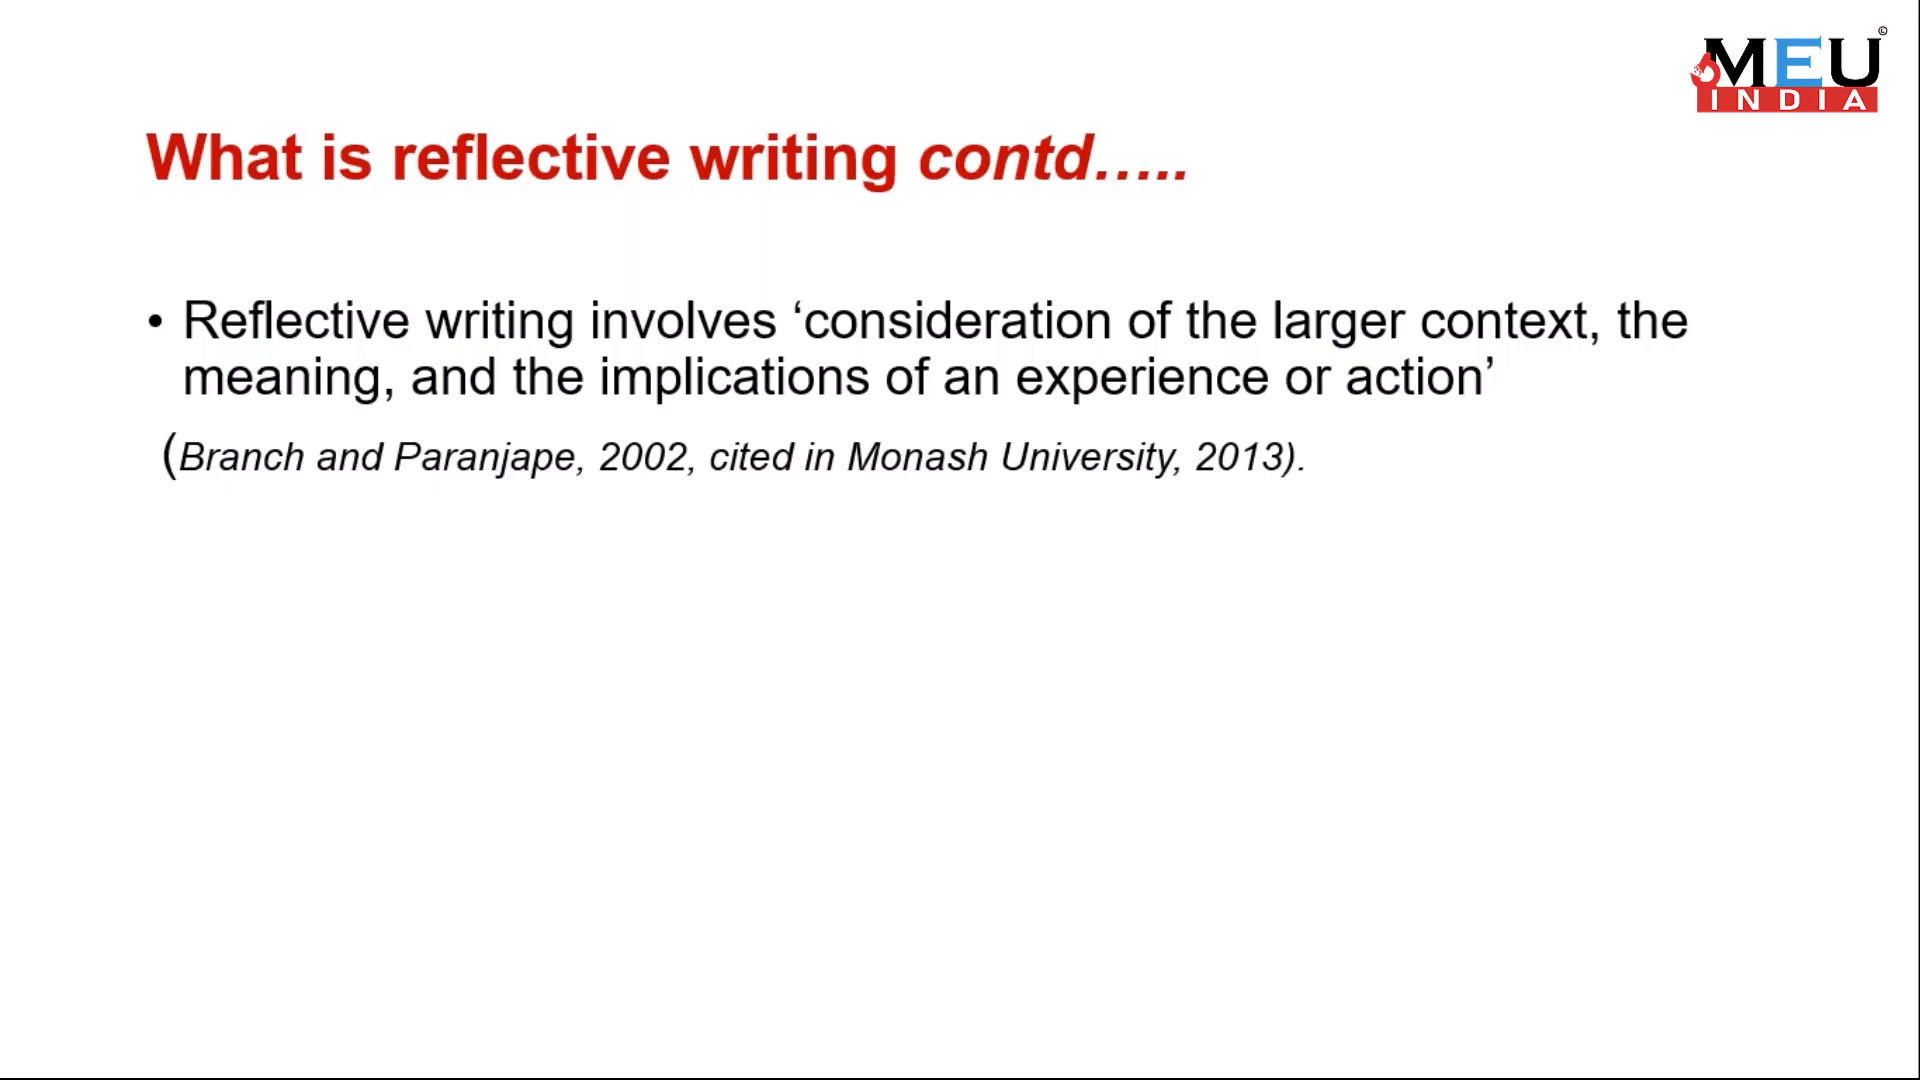 ©
MEU
INDIA
What is reflective writing contd.....
• Reflective writing involves ‘consideration of the larger context, the
meaning, and the implications of an experience or action’
(Branch and Paranjape, 2002, cited in Monash University, 2013).